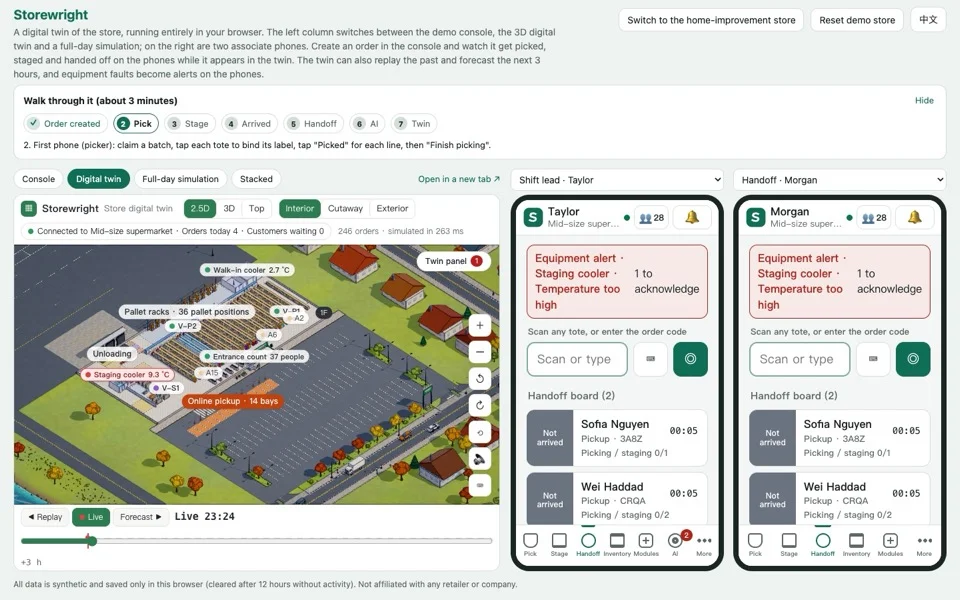 Storewright
A digital twin of the store, running entirely in your browser. The left column switches between the demo console, the 3D digital
twin and a full-day simulation; on the right are two associate phones. Create an order in the console and watch it get picked,
staged and handed off on the phones while it appears in the twin. The twin can also replay the past and forecast the next 3
hours, and equipment faults become alerts on the phones.
Switch to the home-improvement store
Reset demo store
中文
Walk through it (about 3 minutes)
Hide
Order created
2 Pick
3 Stage
4 Arrived
5 Handoff
6 AI
7 Twin
2. First phone (picker): claim a batch, tap each tote to bind its label, tap "Picked" for each line, then "Finish picking".
Console
Digital twin
Full-day simulation
Stacked
Open in a new tab ↗
Storewright Store digital twin
2.5D
3D
Top
Interior
Cutaway
Exterior
Connected to Mid-size supermarket · Orders today 4 · Customers waiting 0
246 orders · simulated in 263 ms
Twin panel 1
Walk-in cooler 2.7 °C
Pallet racks · 36 pallet positions
V-P1
A2
1F
V-P2
A6
Unloading
Entrance count 37 people
Staging cooler 9.3 °C
A15
V-S1
Online pickup · 14 bays
◄ Replay
Live
Forecast ►
Live 23:24
+3 h
Shift lead · Taylor
S
Taylor
Mid-size super...
28
Equipment alert ·
Staging cooler ·
Temperature too
high
1 to
acknowledge
Scan any tote, or enter the order code
Scan or type
Handoff board (2)
Not
arrived
Sofia Nguyen
Pickup · 3A8Z
Picking / staging 0/1
00:05
Not
arrived
Wei Haddad
Pickup · CRQA
Picking / staging 0/2
00:05
Pick
Stage
Handoff
Inventory
Modules
2
AI
More
Handoff · Morgan
S
Morgan
Mid-size super...
28
Equipment alert ·
Staging cooler ·
Temperature too
high
1 to
acknowledge
Scan any tote, or enter the order code
Scan or type
Handoff board (2)
Not
arrived
Sofia Nguyen
Pickup · 3A8Z
Picking / staging 0/1
00:05
Not
arrived
Wei Haddad
Pickup · CRQA
Picking / staging 0/2
00:05
Pick
Stage
Handoff
Inventory
Modules
More
All data is synthetic and saved only in this browser (cleared after 12 hours without activity). Not affiliated with any retailer or company.